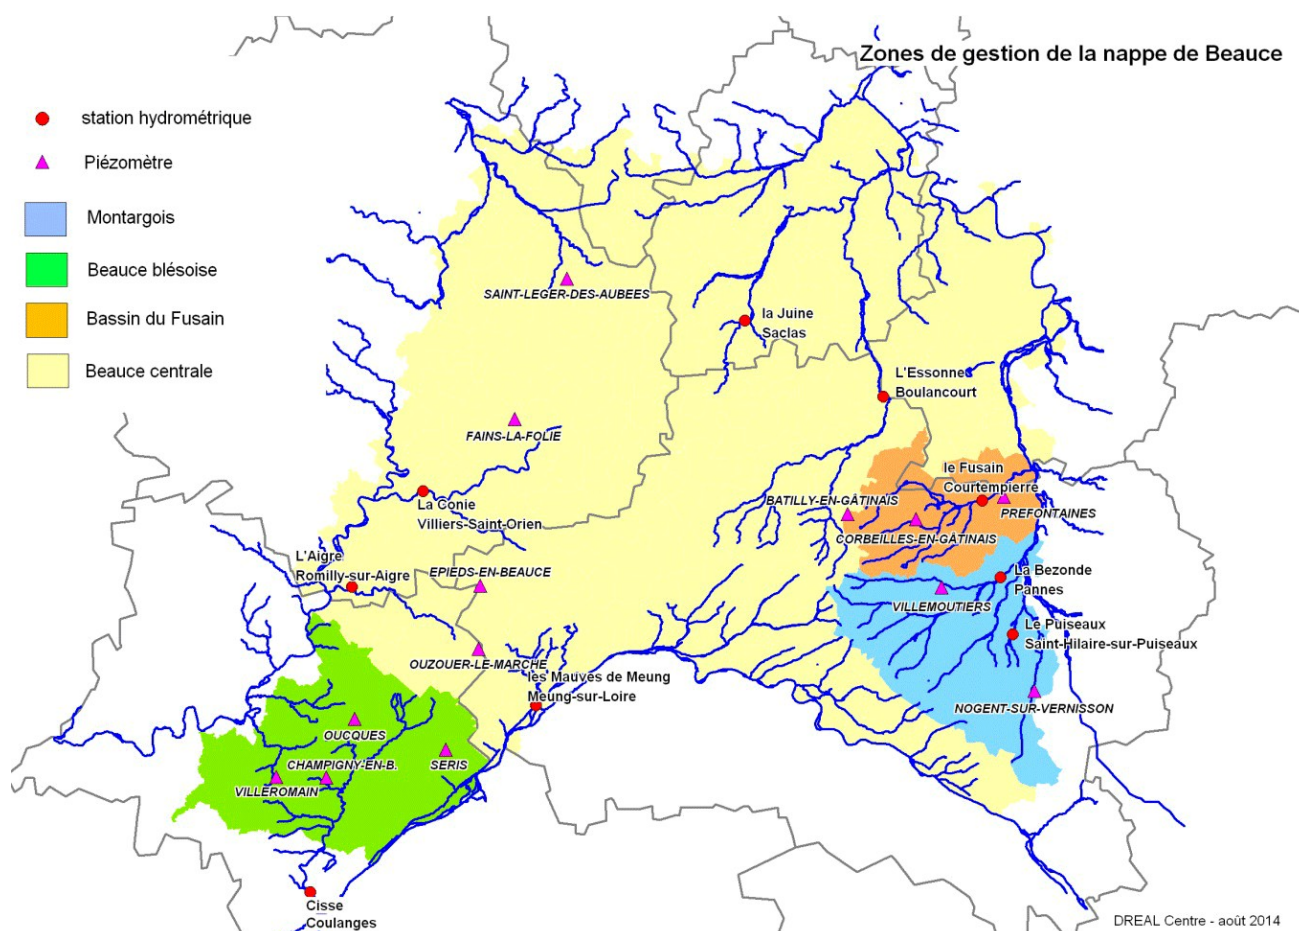 Zones de gestion de la nappe de Beauce
station hydrométrique
Piézomètre
Montargois
Beauce blésoise
Bassin du Fusain
Beauce centrale
SAINT-LEGER-DES-AUBEES
la Juine
Saclas
L'Essonnes
Boulancourt
FAINS-LA-FOLIE
le Fusain
Courtempierre
BATILLY-EN-GÂTINAIS
PREFONTAINES
La Conie
Villiers-Saint-Orien
CORBEILLES-EN-GÂTINAIS
L'Aigre
Romilly-sur-Aigre
EPIEDS-EN-BEAUCE
La Bezonde
Pannes
VILLEMOUTIERS
Le Puiseaux
Saint-Hilaire-sur-Puiseaux
OUZOUER-LE-MARCHE
les Mauves de Meung
Meung-sur-Loire
NOGENT-SUR-VERNISSON
OUCQUES
CHAMPIGNY-EN-B.
SERIS
VILLEROMAIN
Cisse
Coulanges
DREAL Centre - août 2014